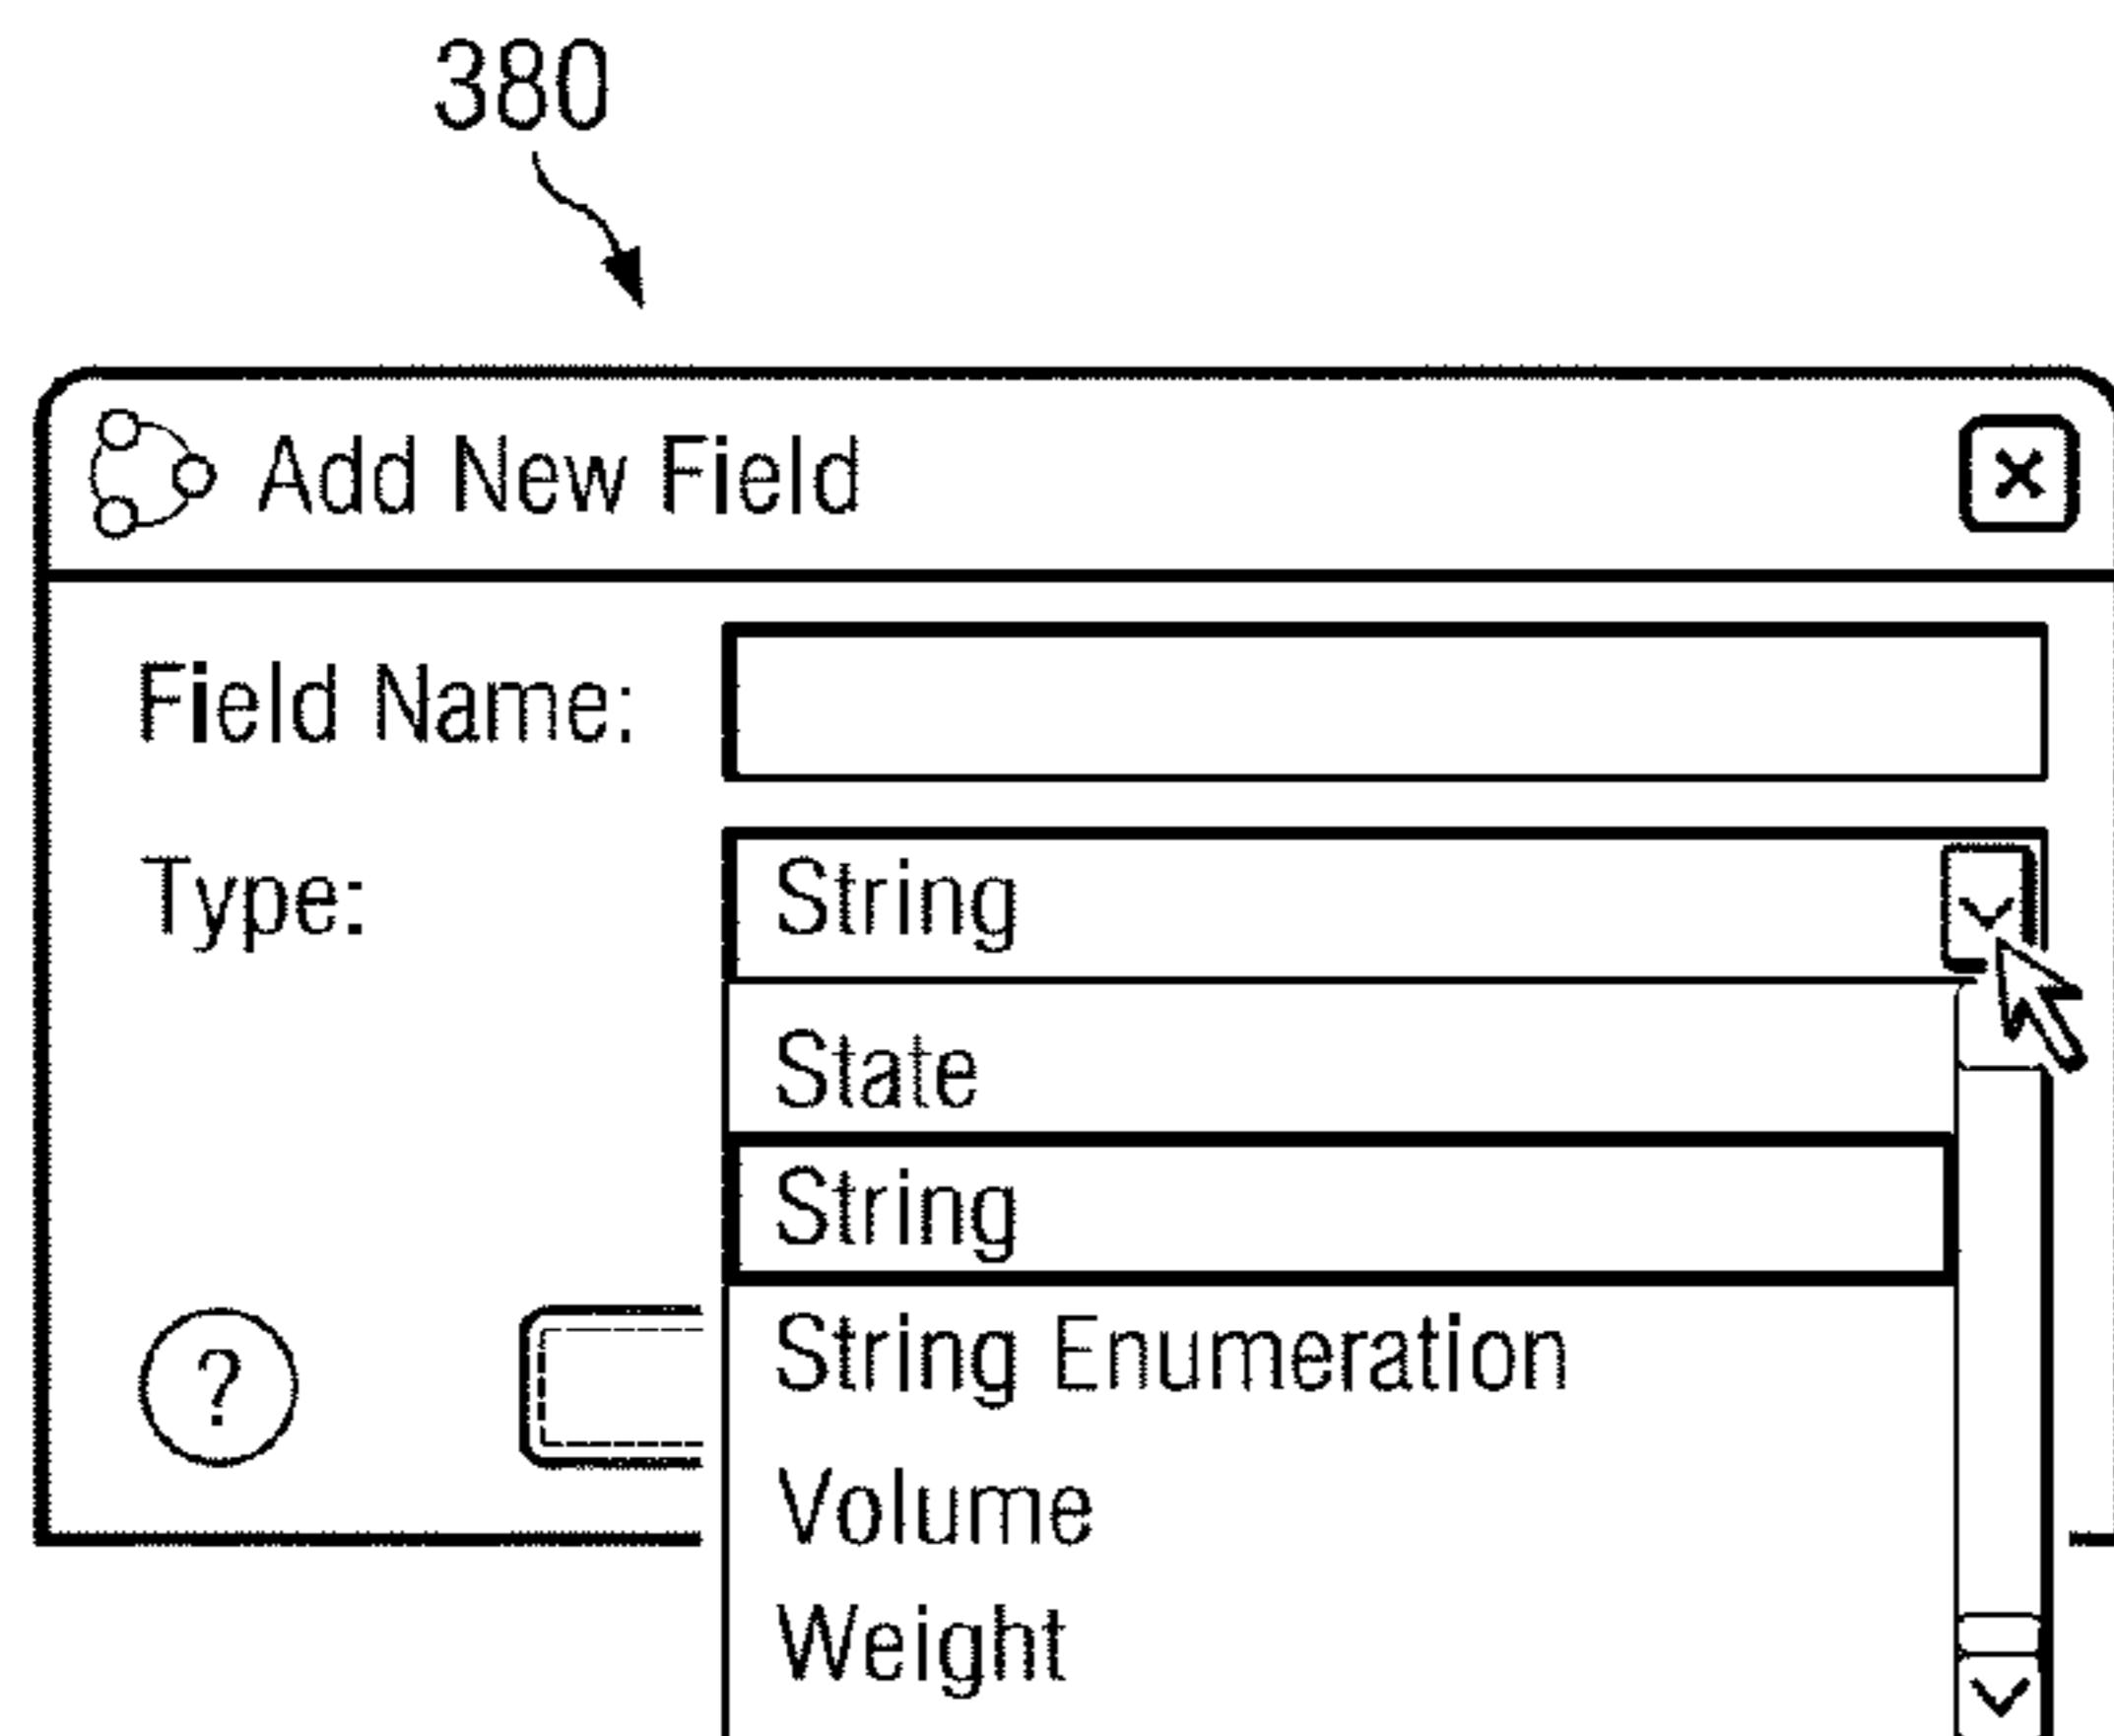 380
Add New Field
Field Name:
Type: String
State
String
String Enumeration
?
Volume
Weight